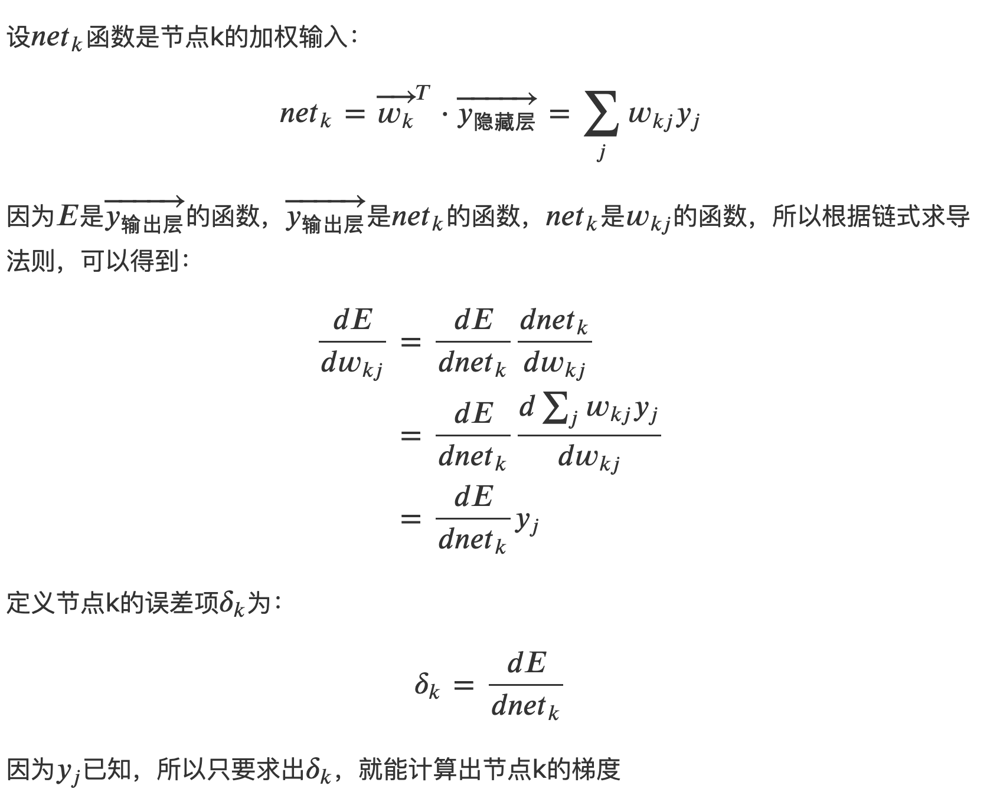 设$net_k$函数是节点k的加权输入：
$net_k = \overrightarrow{w_k}^T \cdot \overrightarrow{y_{隐藏层}} = \sum_j w_{kj} y_j$
因为$E$是$\overrightarrow{y_{输出层}}$的函数，$\overrightarrow{y_{输出层}}$是$net_k$的函数，$net_k$是$w_{kj}$的函数，所以根据链式求导
法则，可以得到：
$\frac{dE}{dw_{kj}} = \frac{dE}{dnet_k} \frac{dnet_k}{dw_{kj}}$
$= \frac{dE}{dnet_k} \frac{d \sum_j w_{kj} y_j}{dw_{kj}}$
$= \frac{dE}{dnet_k} y_j$
定义节点k的误差项$\delta_k$为：
$\delta_k = \frac{dE}{dnet_k}$
因为$y_j$已知，所以只要求出$\delta_k$，就能计算出节点k的梯度